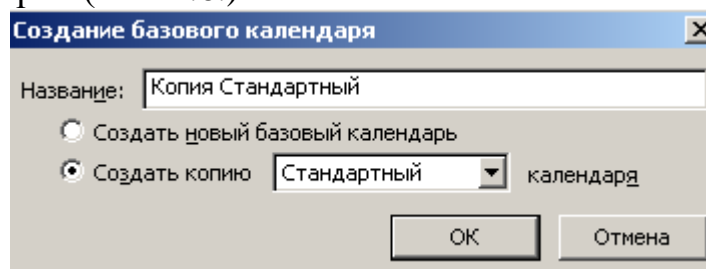 Создание базового календаря
Название: Копия Стандартный
Создать новый базовый календарь
Создать копию Стандартный календаря
ОК Отмена